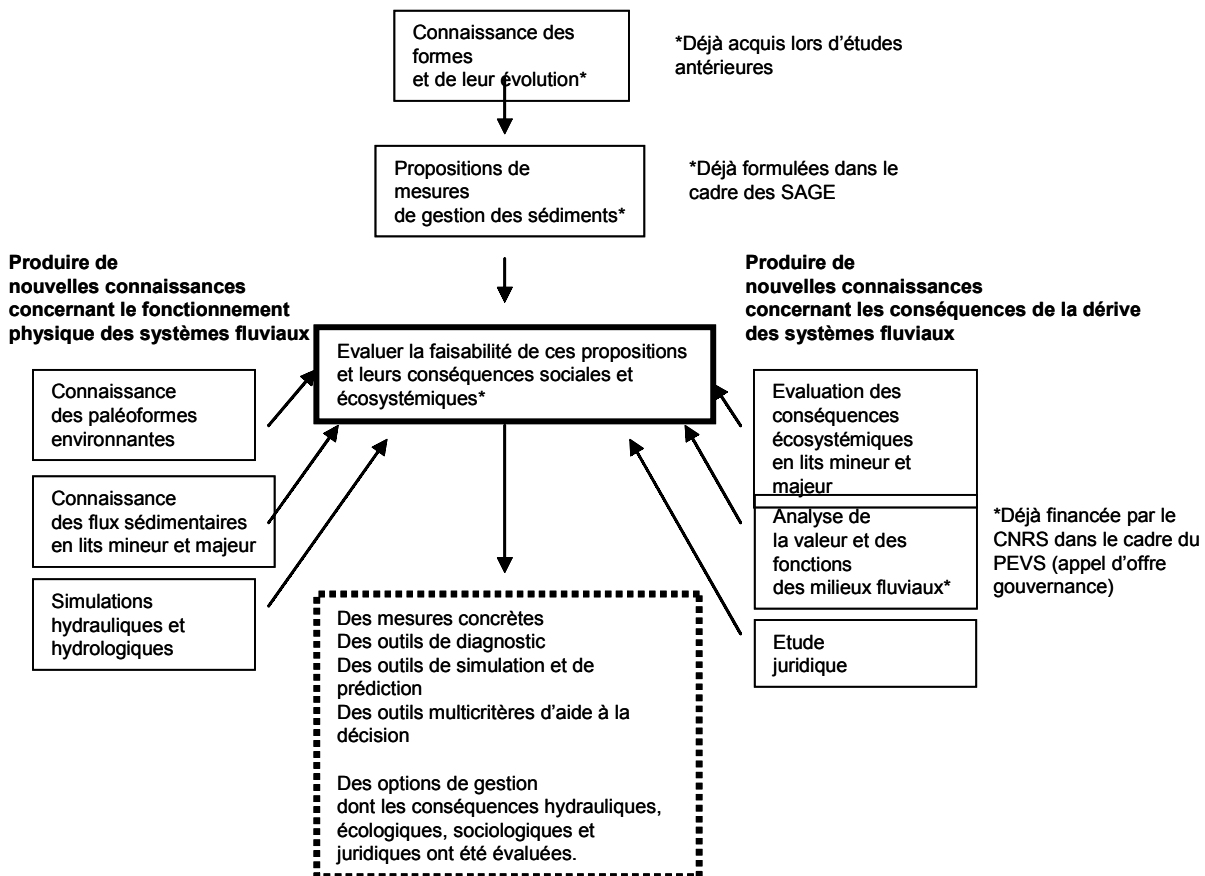 Connaissance des
formes
et de leur évolution*
*Déjà acquis lors d'études
antérieures
Propositions de
mesures
de gestion des sédiments*
*Déjà formulées dans le
cadre des SAGE
Produire de
nouvelles connaissances
concernant le fonctionnement
physique des systèmes fluviaux
Produire de
nouvelles connaissances
concernant les conséquences de la dérive
des systèmes fluviaux
Evaluer la faisabilité de ces propositions
et leurs conséquences sociales et
écosystémiques*
Connaissance
des paléoformes
environnantes
Connaissance
des flux sédimentaires
en lits mineur et majeur
Simulations
hydrauliques et
hydrologiques
Evaluation des
conséquences
écosystémiques
en lits mineur et
majeur
Analyse de
la valeur et des
fonctions
des milieux fluviaux*
*Déjà financée par le
CNRS dans le cadre du
PEVS (appel d'offre
gouvernance)
Etude
juridique
Des mesures concrètes
Des outils de diagnostic
Des outils de simulation et de
prédiction
Des outils multicritères d'aide à la
décision
Des options de gestion
dont les conséquences hydrauliques,
écologiques, sociologiques et
juridiques ont été évaluées.